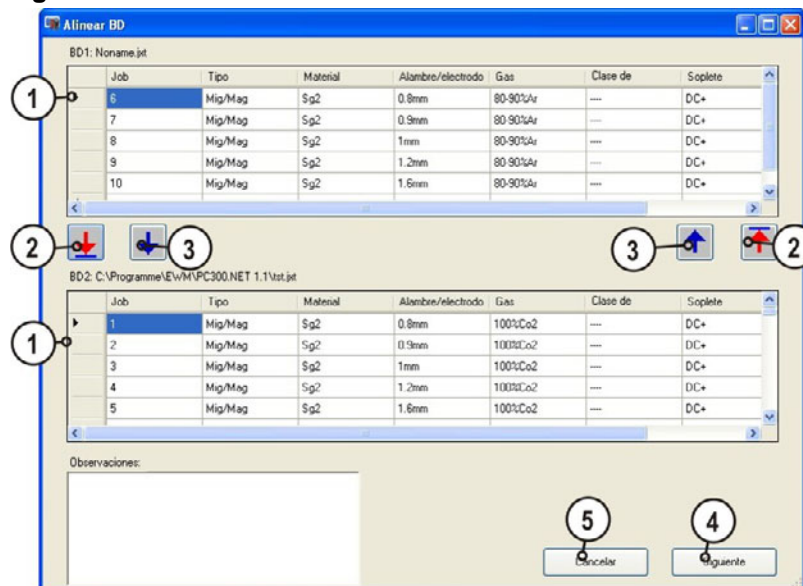 Alinear BD
BD1: Noname.jxt
Job Tipo Material Alambre/electrodo Gas Clase de Soplete
1 6 Mig/Mag Sg2 0.8mm 80-90%Ar ---- DC+
7 Mig/Mag Sg2 0.9mm 80-90%Ar ---- DC+
8 Mig/Mag Sg2 1mm 80-90%Ar ---- DC+
9 Mig/Mag Sg2 1.2mm 80-90%Ar ---- DC+
10 Mig/Mag Sg2 1.6mm 80-90%Ar ---- DC+
2 3 3 2
BD2: C:\Programme\EWM\PC300.NET 1.1\tst.jxt
Job Tipo Material Alambre/electrodo Gas Clase de Soplete
1 1 Mig/Mag Sg2 0.8mm 100%Co2 ---- DC+
2 Mig/Mag Sg2 0.9mm 100%Co2 ---- DC+
3 Mig/Mag Sg2 1mm 100%Co2 ---- DC+
4 Mig/Mag Sg2 1.2mm 100%Co2 ---- DC+
5 Mig/Mag Sg2 1.6mm 100%Co2 ---- DC+
Observaciones:
5 4
Cancelar Siguiente